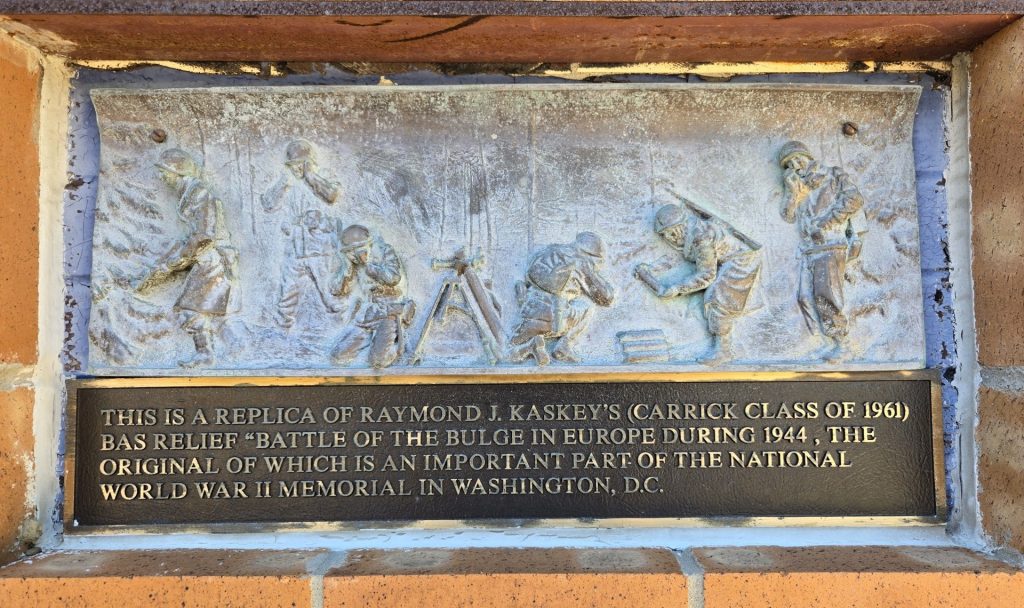 THIS IS A REPLICA OF RAYMOND J. KASKEY'S (CARRICK CLASS OF 1961)
BAS RELIEF "BATTLE OF THE BULGE IN EUROPE DURING 1944 , THE
ORIGINAL OF WHICH IS AN IMPORTANT PART OF THE NATIONAL
WORLD WAR II MEMORIAL IN WASHINGTON, D.C.